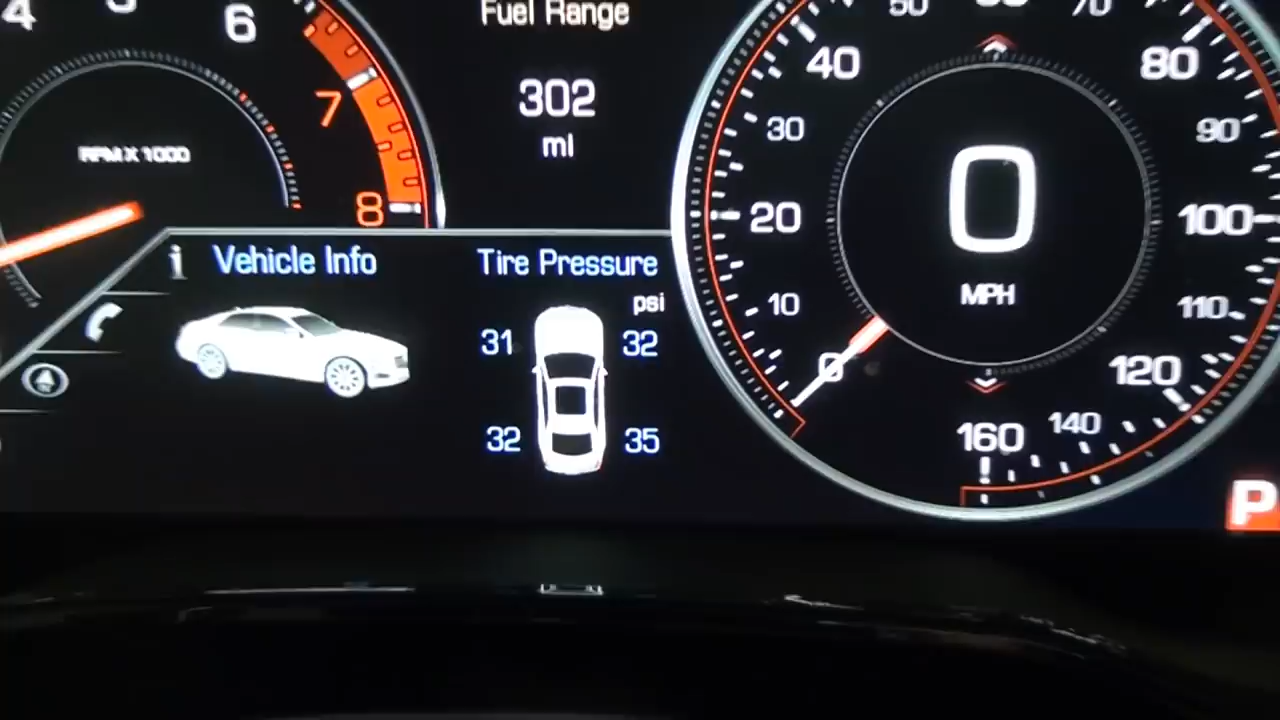 4
6
7
8
RPM X 1000
Fuel Range
302
mi
i Vehicle Info
Tire Pressure
psi
31 32
32 35
0
10
20
30
40
50
70
80
90
100
110
120
140
160
0
MPH
P